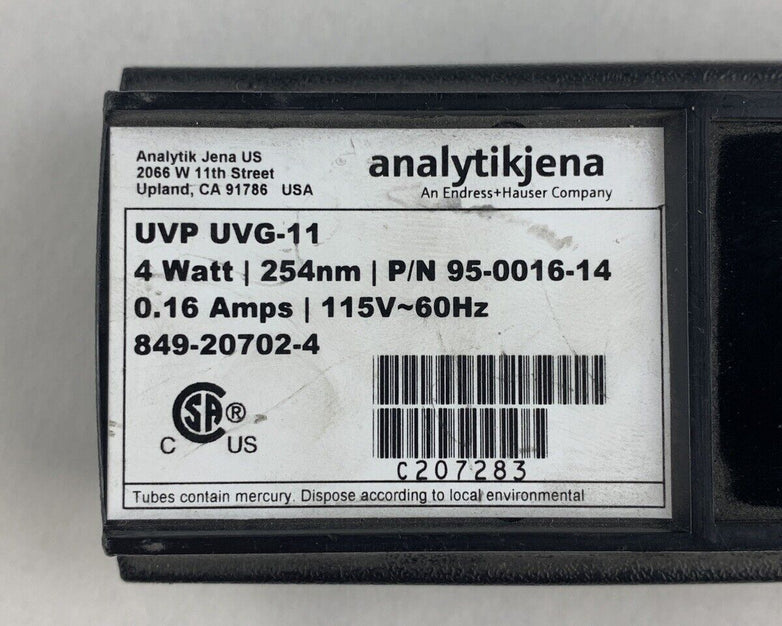 Analytik Jena US
2066 W 11th Street
Upland, CA 91786 USA
analytikjena
An Endress+Hauser Company
UVP UVG-11
4 Watt | 254nm | P/N 95-0016-14
0.16 Amps | 115V~60Hz
849-20702-4
CSA®
C US
C207283
Tubes contain mercury. Dispose according to local environmental